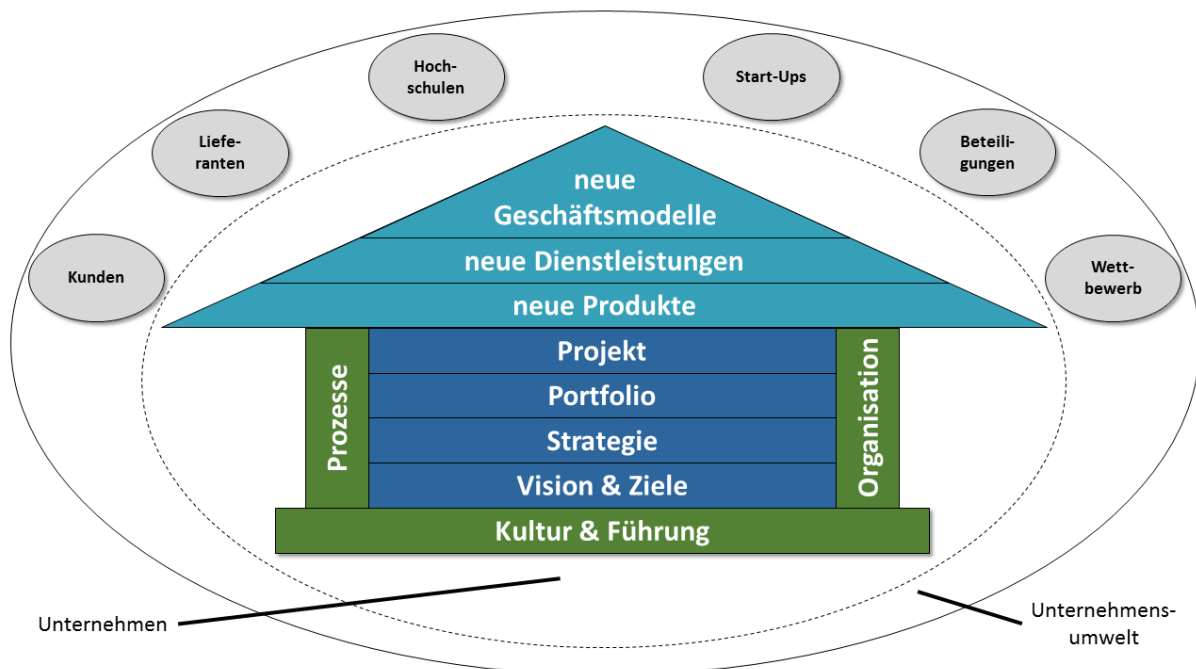 Hoch-
schulen
Start-Ups
Liefe-
ranten
Beteili-
gungen
Kunden
Wett-
bewerb
neue
Geschäftsmodelle
neue Dienstleistungen
neue Produkte
Prozesse
Projekt
Portfolio
Strategie
Vision & Ziele
Organisation
Kultur & Führung
Unternehmen
Unternehmens-
umwelt